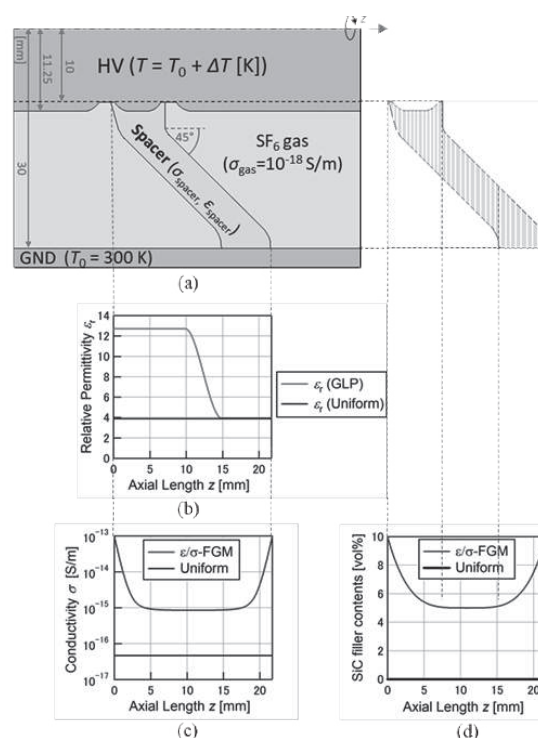 z
[mm]
11.25
10
30
HV (T = T₀ + ΔT [K])
45°
SF₆ gas
(σgas=10⁻¹⁸ S/m)
Spacer (σspacer, εspacer)
GND (T₀ = 300 K)
(a)
Relative Permittivity εr
14
12
10
8
6
4
2
0
0 5 10 15 20
Axial Length z [mm]
εr (GLP)
εr (Uniform)
(b)
Conductivity σ [S/m]
10⁻¹³
10⁻¹⁴
10⁻¹⁵
10⁻¹⁶
10⁻¹⁷
ε/σ-FGM
Uniform
0 5 10 15 20
Axial Length z [mm]
(c)
SiC filler contents [vol%]
10
8
6
4
2
0
ε/σ-FGM
Uniform
0 5 10 15 20
Axial Length z [mm]
(d)